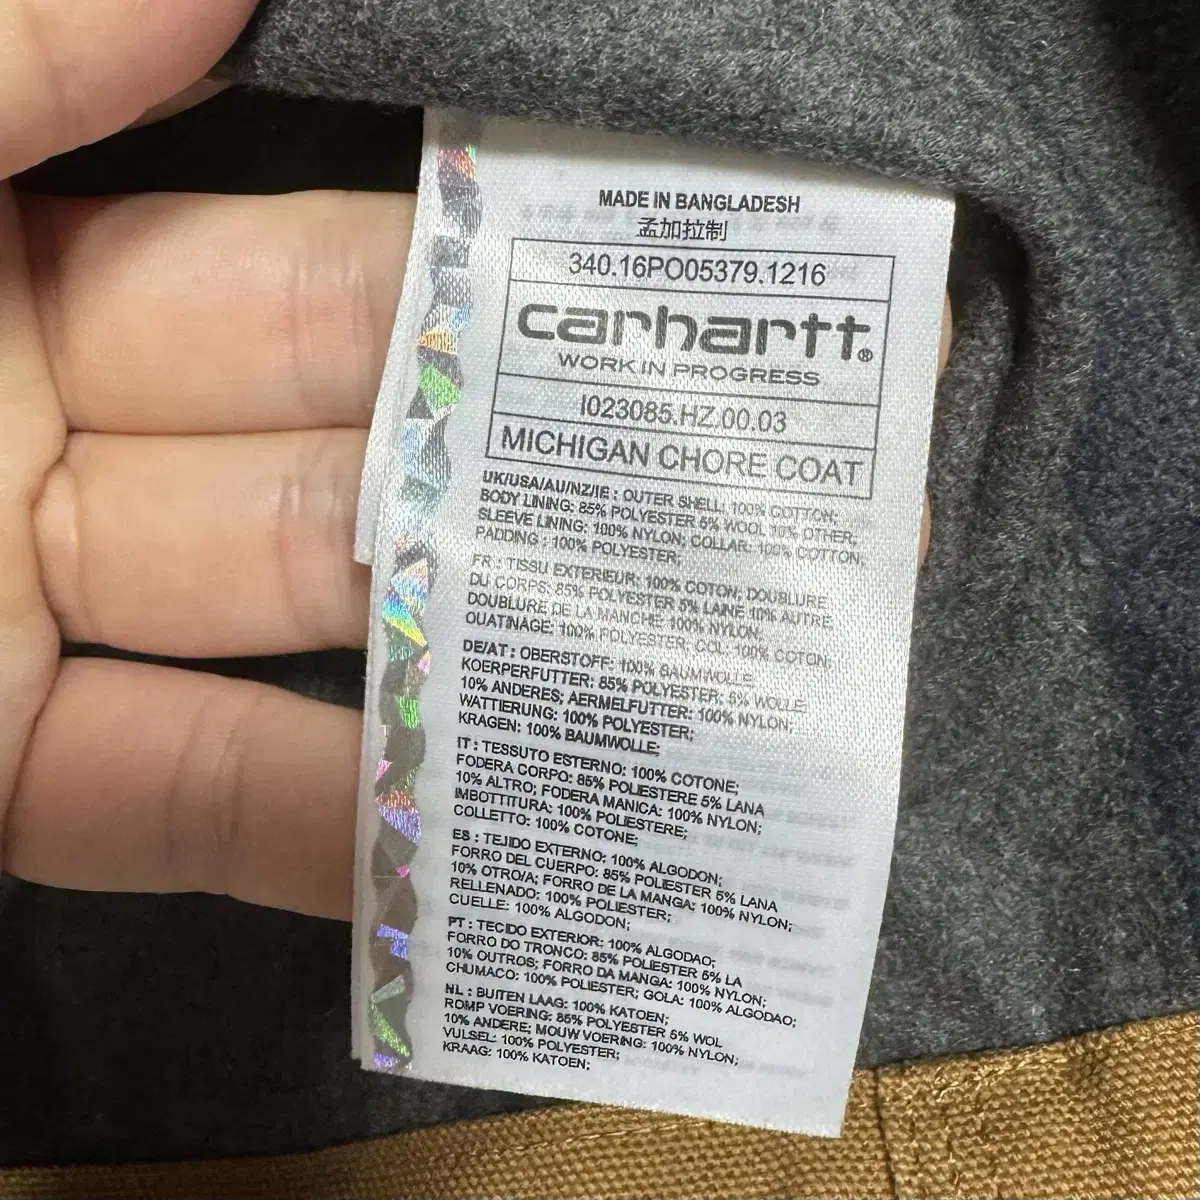 MADE IN BANGLADESH
孟加拉制
340.16PO05379.1216
carhartt®
WORK IN PROGRESS
I023085.HZ.00.03
MICHIGAN CHORE COAT
UK/USA/AU/NZ/IE : OUTER SHELL: 100% COTTON;
BODY LINING: 85% POLYESTER 5% WOOL 10% OTHER;
SLEEVE LINING: 100% NYLON; COLLAR: 100% COTTON;
PADDING : 100% POLYESTER;
FR : TISSU EXTERIEUR: 100% COTON; DOUBLURE
DU CORPS: 85% POLYESTER 5% LAINE 10% AUTRE;
DOUBLURE DE LA MANCHE: 100% NYLON;
OUATINAGE: 100% POLYESTER; COL: 100% COTON;
DE/AT : OBERSTOFF: 100% BAUMWOLLE;
KOERPERFUTTER: 85% POLYESTER; 5% WOLLE;
10% ANDERES; AERMELFUTTER: 100% NYLON;
WATTIERUNG: 100% POLYESTER;
KRAGEN: 100% BAUMWOLLE;
IT : TESSUTO ESTERNO: 100% COTONE;
FODERA CORPO: 85% POLIESTERE 5% LANA
10% ALTRO; FODERA MANICA: 100% NYLON;
IMBOTTITURA: 100% POLIESTERE;
COLLETTO: 100% COTONE;
ES : TEJIDO EXTERNO: 100% ALGODON;
FORRO DEL CUERPO: 85% POLIESTER 5% LANA
10% OTRO/A; FORRO DE LA MANGA: 100% NYLON;
RELLENADO: 100% POLIESTER;
CUELLE: 100% ALGODON;
PT : TECIDO EXTERIOR: 100% ALGODAO;
FORRO DO TRONCO: 85% POLIESTER 5% LA
10% OUTROS; FORRO DA MANGA: 100% NYLON;
CHUMACO: 100% POLIESTER; GOLA: 100% ALGODAO;
NL : BUITEN LAAG: 100% KATOEN;
ROMP VOERING: 85% POLYESTER 5% WOL
10% ANDERE; MOUW VOERING: 100% NYLON;
VULSEL: 100% POLYESTER;
KRAAG: 100% KATOEN;